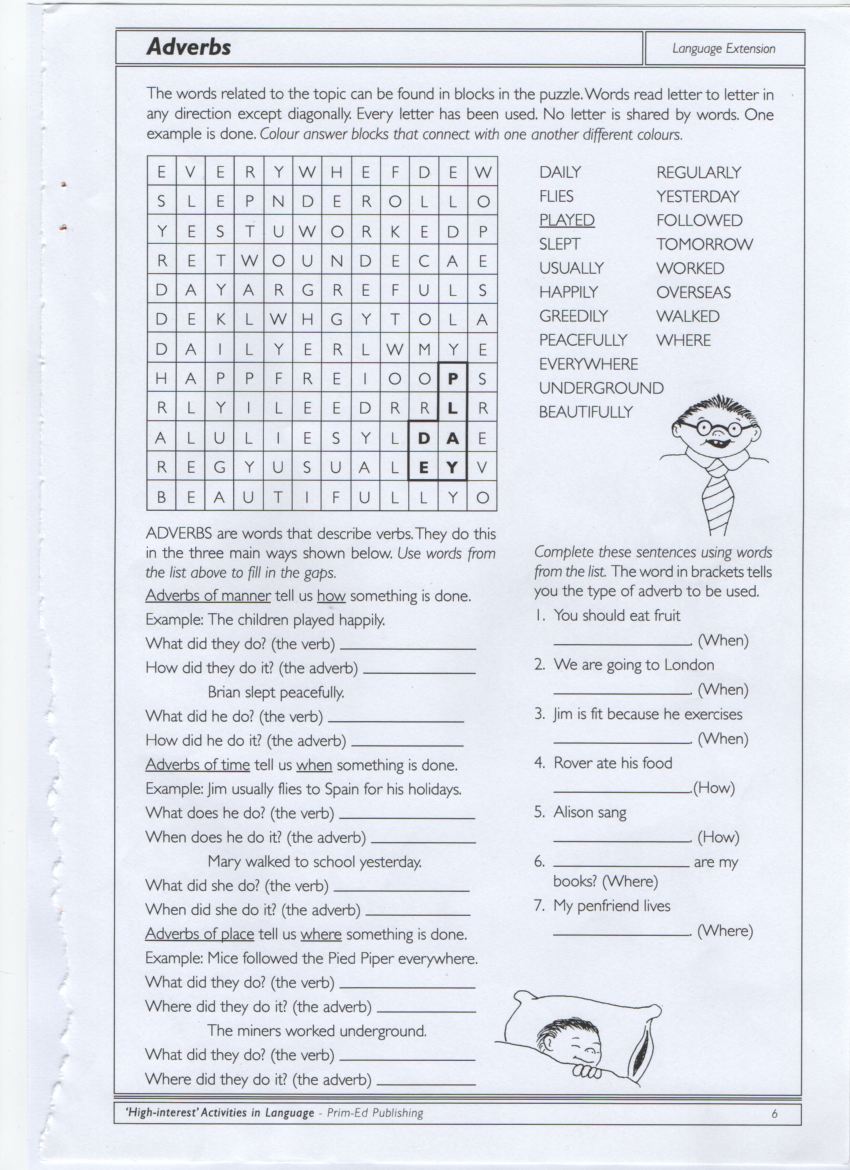 Adverbs
Language Extension
The words related to the topic can be found in blocks in the puzzle. Words read letter to letter in
any direction except diagonally. Every letter has been used. No letter is shared by words. One
example is done. Colour answer blocks that connect with one another different colours.
E V E R Y W H E F D E W
S L E P N D E R O L L O
Y E S T U W O R K E D P
R E T W O U N D E C A E
D A Y A R G R E F U L S
D E K L W H G Y T O L A
D A I L Y E R L W M Y E
H A P P F R E I O O P S
R L Y I L E E D R R L R
A L U L I E S Y L D A E
R E G Y U S U A L E Y V
B E A U T I F U L L Y O
DAILY
FLIES
PLAYED
SLEPT
USUALLY
HAPPILY
GREEDILY
PEACEFULLY
EVERYWHERE
UNDERGROUND
BEAUTIFULLY
REGULARLY
YESTERDAY
FOLLOWED
TOMORROW
WORKED
OVERSEAS
WALKED
WHERE
ADVERBS are words that describe verbs. They do this
in the three main ways shown below. Use words from
the list above to fill in the gaps.
Adverbs of manner tell us how something is done.
Example: The children played happily.
What did they do? (the verb)
How did they do it? (the adverb)
Brian slept peacefully.
What did he do? (the verb)
How did he do it? (the adverb)
Adverbs of time tell us when something is done.
Example: Jim usually flies to Spain for his holidays.
What does he do? (the verb)
When does he do it? (the adverb)
Mary walked to school yesterday.
What did she do? (the verb)
When did she do it? (the adverb)
Adverbs of place tell us where something is done.
Example: Mice followed the Pied Piper everywhere.
What did they do? (the verb)
Where did they do it? (the adverb)
The miners worked underground.
What did they do? (the verb)
Where did they do it? (the adverb)
Complete these sentences using words
from the list. The word in brackets tells
you the type of adverb to be used.
1. You should eat fruit
. (When)
2. We are going to London
. (When)
3. Jim is fit because he exercises
. (When)
4. Rover ate his food
.(How)
5. Alison sang
. (How)
6. are my
books? (Where)
7. My penfriend lives
. (Where)
'High-interest' Activities in Language - Prim-Ed Publishing
6